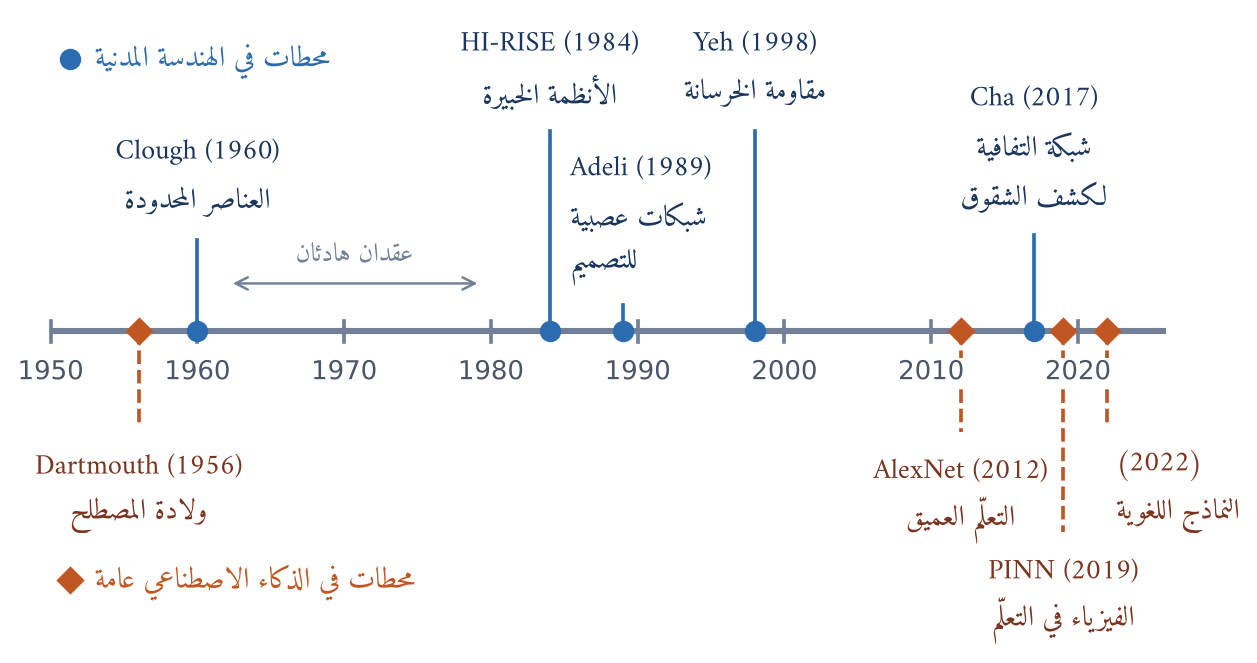 محطات في الهندسة المدنية
HI-RISE (1984)
الأنظمة الخبيرة
Yeh (1998)
مقاومة الخرسانة
Cha (2017)
شبكة التفافية
لكشف الشقوق
Clough (1960)
العناصر المحدودة
Adeli (1989)
شبكات عصبية
للتصميم
عقدان هادئان
1950 1960 1970 1980 1990 2000 2010 2020
Dartmouth (1956)
ولادة المصطلح
AlexNet (2012)
التعلّم العميق
(2022)
النماذج اللغوية
PINN (2019)
الفيزياء في التعلّم
محطات في الذكاء الاصطناعي عامة